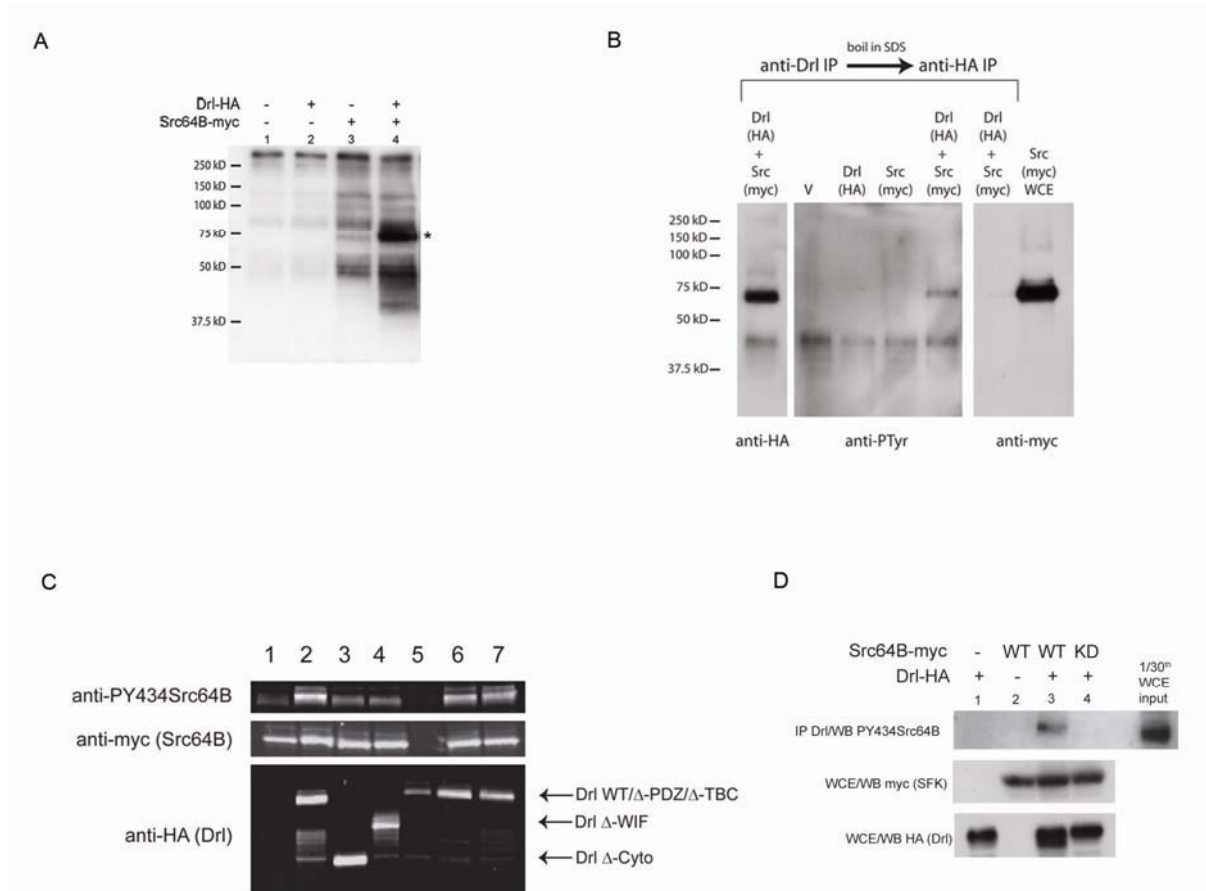 A
Drl-HA - + - +
Src64B-myc - - + +
1 2 3 4
250 kD
150 kD
100 kD
75 kD
*
50 kD
37.5 kD
B
anti-Drl IP boil in SDS anti-HA IP
Drl (HA) + Src (myc)
V
Drl (HA)
Src (myc)
Drl (HA) + Src (myc)
Drl (HA) + Src (myc)
Src (myc) WCE
250 kD
150 kD
100 kD
75 kD
50 kD
37.5 kD
anti-HA anti-PTyr anti-myc
C
1 2 3 4 5 6 7
anti-PY434Src64B
anti-myc (Src64B)
anti-HA (Drl)
Drl WT/Δ-PDZ/Δ-TBC
Drl Δ-WIF
Drl Δ-Cyto
D
Src64B-myc - WT WT KD
Drl-HA + - + +
1 2 3 4
1/30th WCE input
IP Drl/WB PY434Src64B
WCE/WB myc (SFK)
WCE/WB HA (Drl)